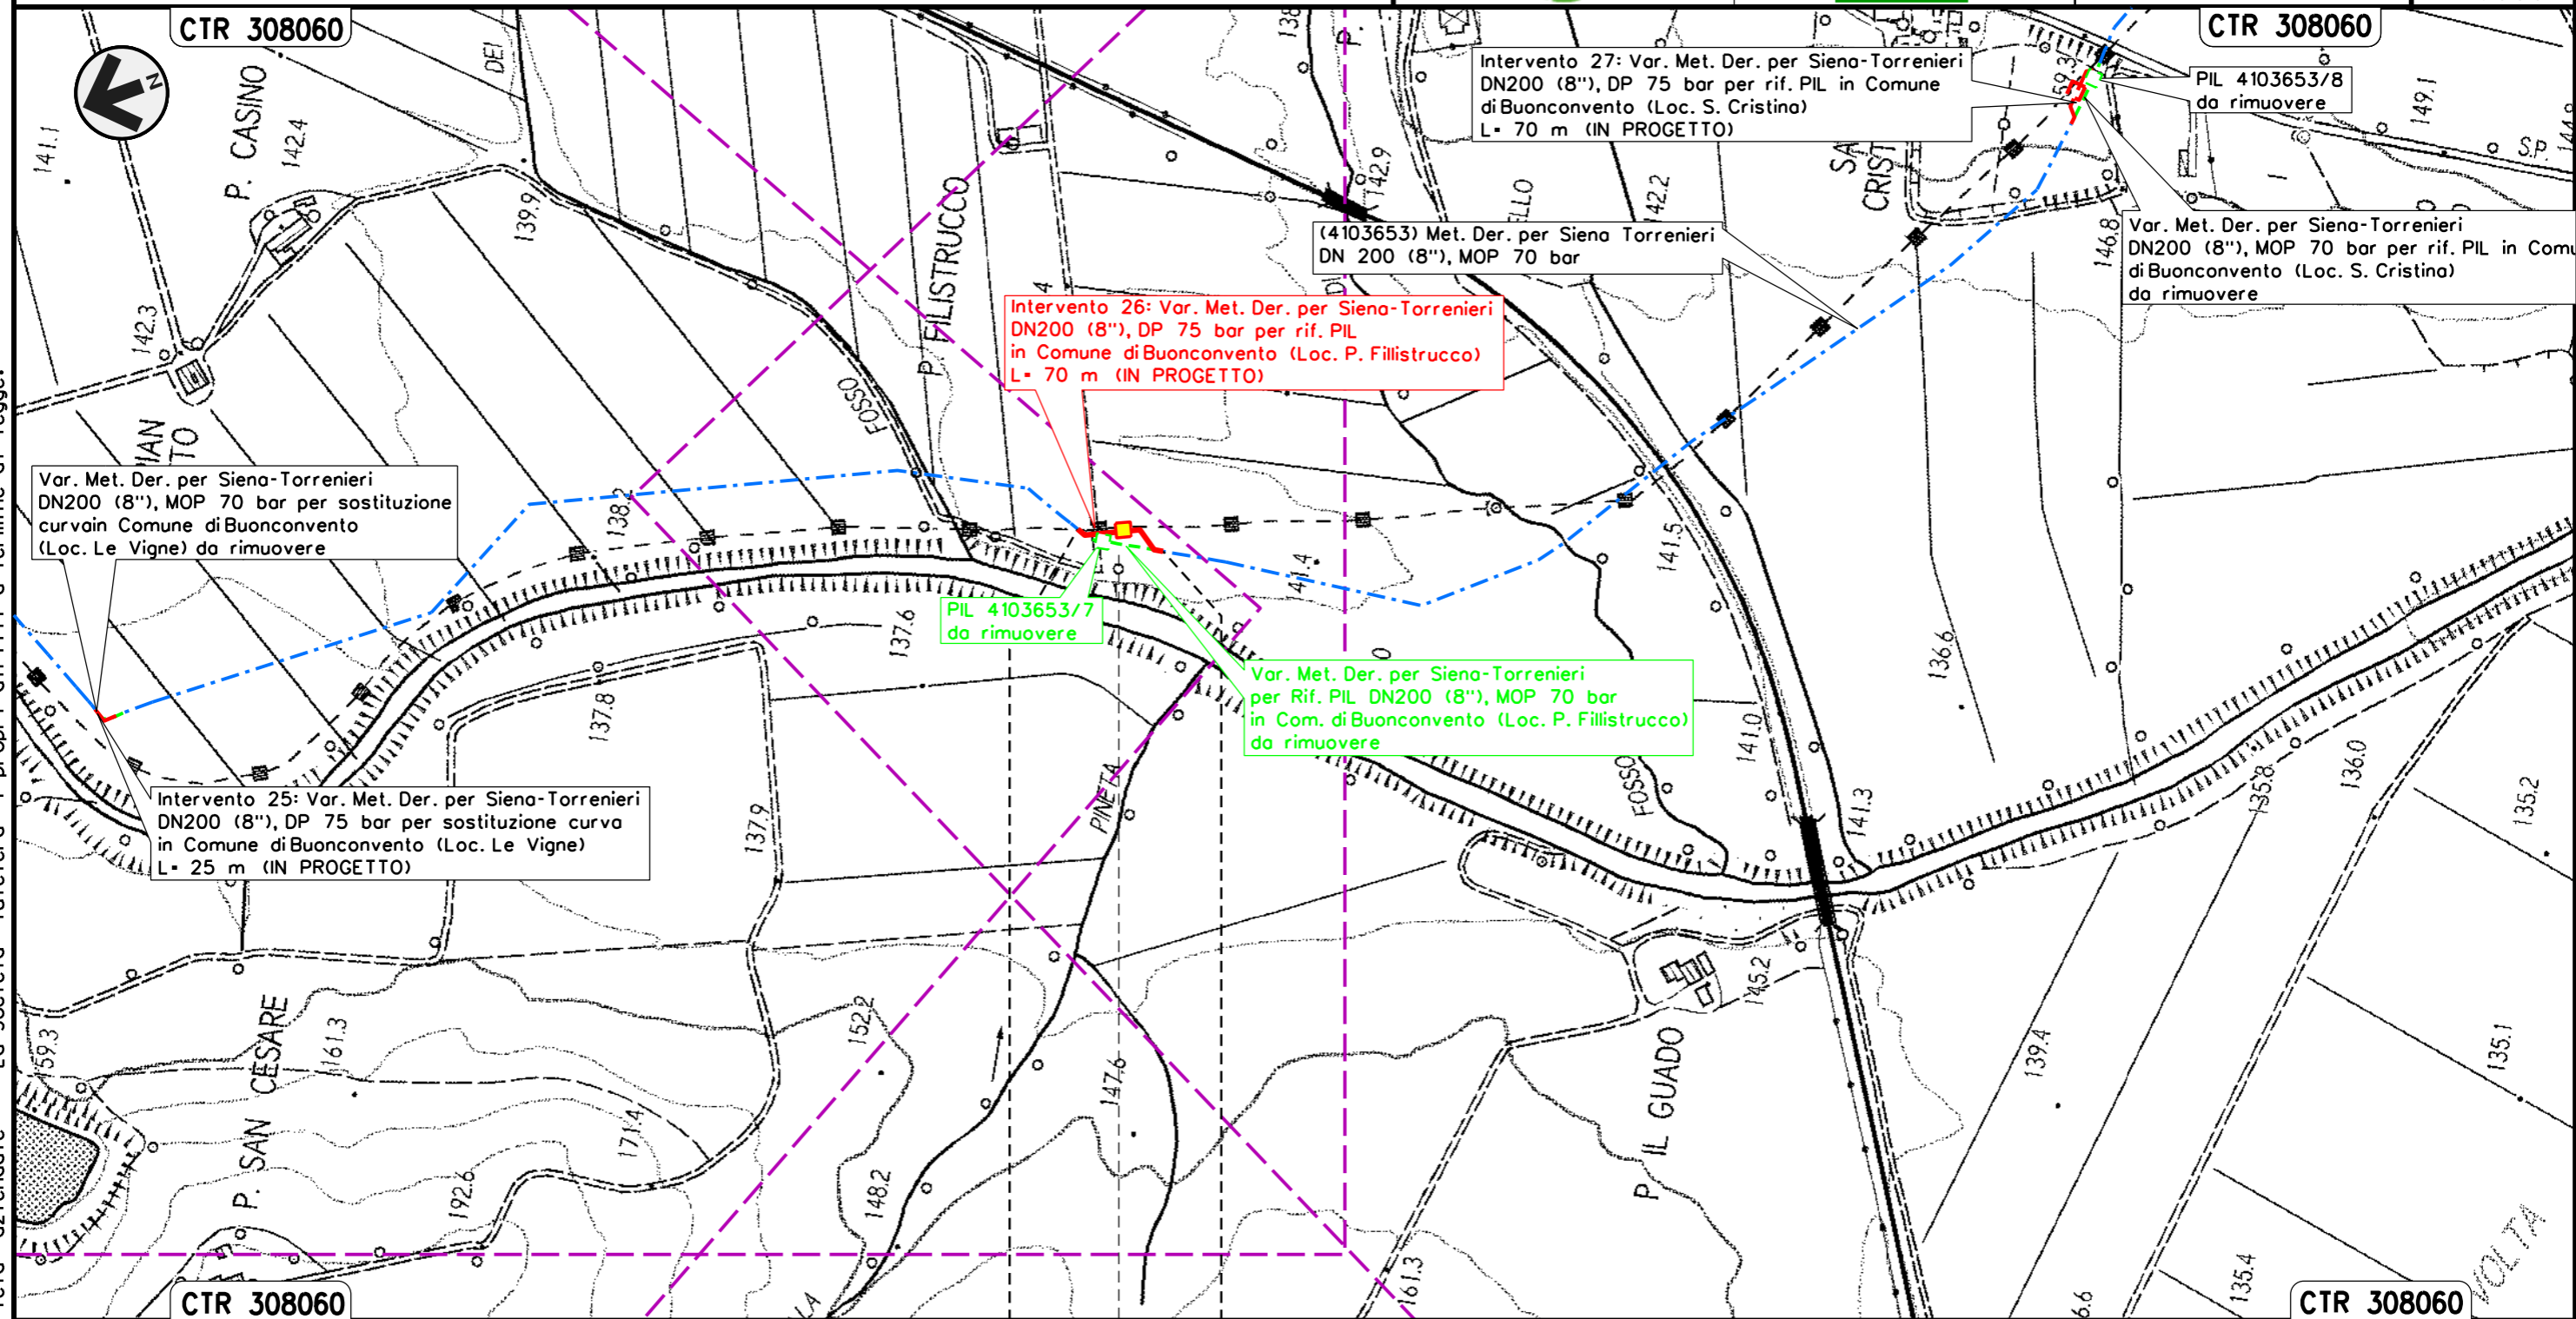 CTR 308060
CTR 308060
N
141.1
P. CASINO
142.4
DEI
139.9
142.3
P. FILISTRUCCO
142.9
142.2
149.1
S.P.
146.8
Intervento 27: Var. Met. Der. per Siena-Torrenieri
DN200 (8"), DP 75 bar per rif. PIL in Comune
di Buonconvento (Loc. S. Cristina)
L= 70 m (IN PROGETTO)
PIL 4103653/8
da rimuovere
(4103653) Met. Der. per Siena Torrenieri
DN 200 (8"), MOP 70 bar
Var. Met. Der. per Siena-Torrenieri
DN200 (8"), MOP 70 bar per rif. PIL in Comu
di Buonconvento (Loc. S. Cristina)
da rimuovere
Intervento 26: Var. Met. Der. per Siena-Torrenieri
DN200 (8"), DP 75 bar per rif. PIL
in Comune di Buonconvento (Loc. P. Fillistrucco)
L= 70 m (IN PROGETTO)
FOSSO
Var. Met. Der. per Siena-Torrenieri
DN200 (8"), MOP 70 bar per sostituzione
curvain Comune di Buonconvento
(Loc. Le Vigne) da rimuovere
138.2
141.5
41.4
PIL 4103653/7
da rimuovere
137.6
136.6
Var. Met. Der. per Siena-Torrenieri
per Rif. PIL DN200 (8"), MOP 70 bar
in Com. di Buonconvento (Loc. P. Fillistrucco)
da rimuovere
137.8
141.0
137.9
PINETA
FOSSO
141.3
135.8
136.0
135.2
Intervento 25: Var. Met. Der. per Siena-Torrenieri
DN200 (8"), DP 75 bar per sostituzione curva
in Comune di Buonconvento (Loc. Le Vigne)
L= 25 m (IN PROGETTO)
145.2
59.3
P. SAN CESARE
161.3
152.2
147.6
P IL GUADO
139.4
135.1
171.4
192.6
148.2
161.3
135.4
VOLTA
6.6
CTR 308060
CTR 308060